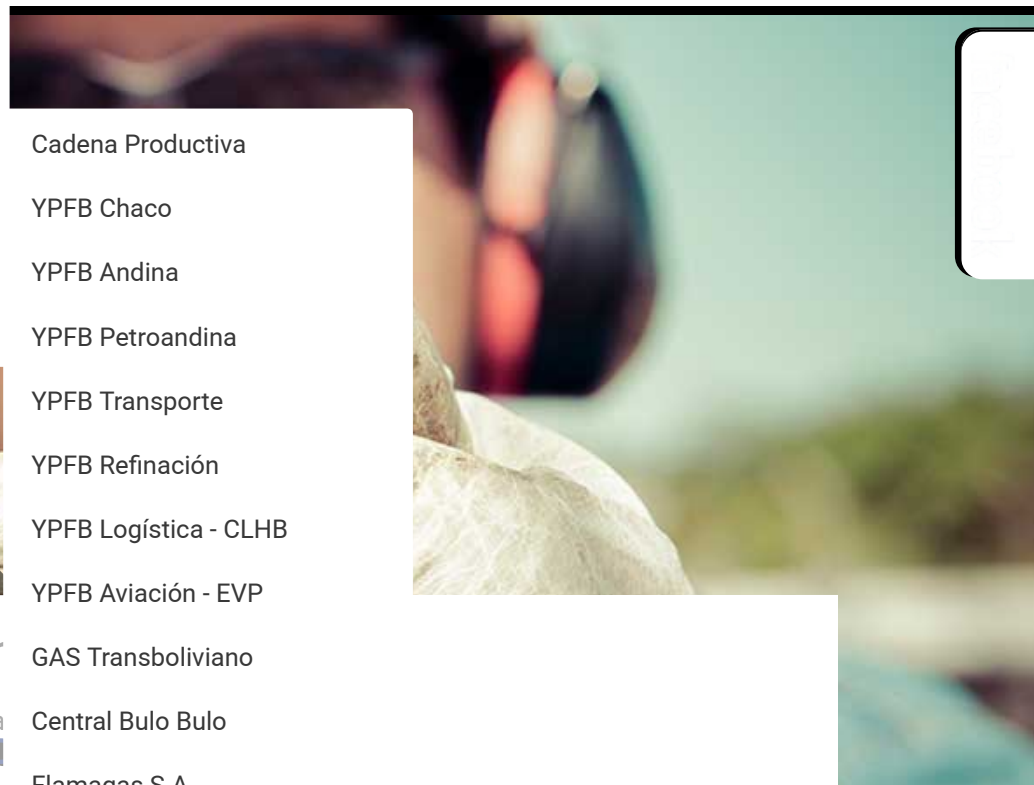 Cadena Productiva
YPFB Chaco
YPFB Andina
YPFB Petroandina
YPFB Transporte
YPFB Refinación
YPFB Logística - CLHB
YPFB Aviación - EVP
GAS Transboliviano
Central Bulo Bulo
Flamagas S.A.